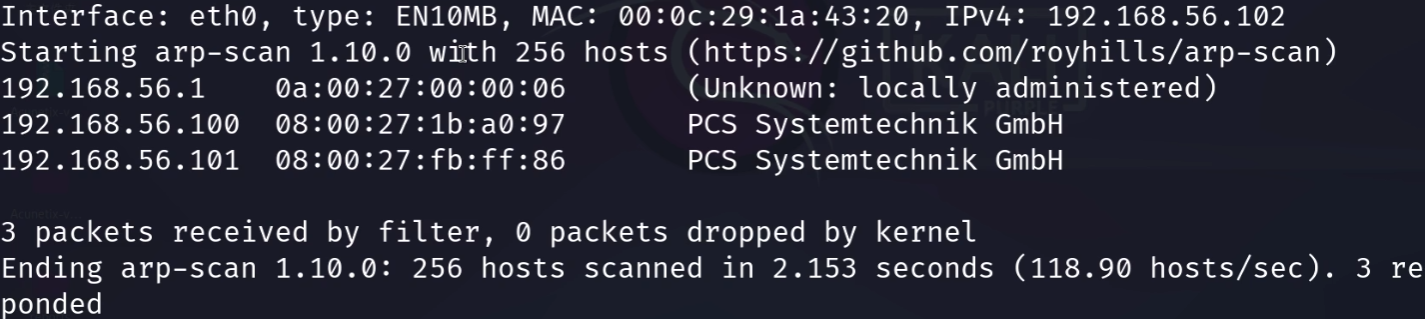 Interface: eth0, type: EN10MB, MAC: 00:0c:29:1a:43:20, IPv4: 192.168.56.102
Starting arp-scan 1.10.0 with 256 hosts (https://github.com/royhills/arp-scan)
192.168.56.1    0a:00:27:00:00:06       (Unknown: locally administered)
192.168.56.100  08:00:27:1b:a0:97       PCS Systemtechnik GmbH
192.168.56.101  08:00:27:fb:ff:86       PCS Systemtechnik GmbH
3 packets received by filter, 0 packets dropped by kernel
Ending arp-scan 1.10.0: 256 hosts scanned in 2.153 seconds (118.90 hosts/sec). 3 re
ponded